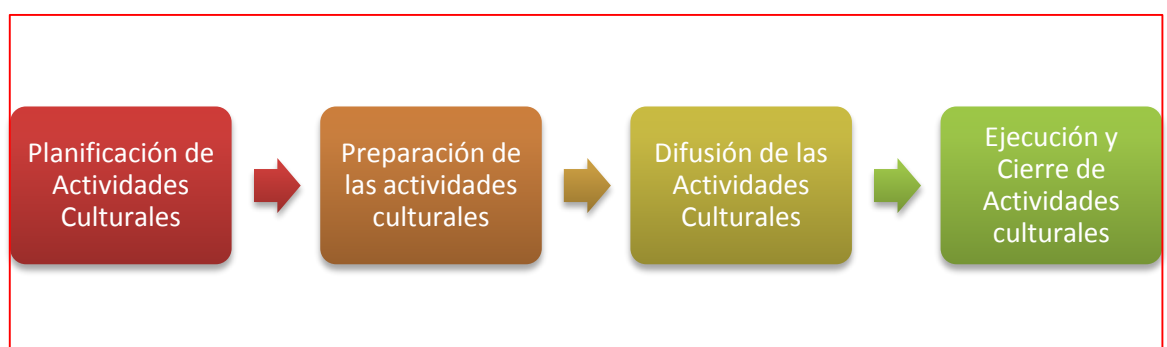 Planificación de
Actividades
Culturales
Preparación de
las actividades
culturales
Difusión de las
Actividades
Culturales
Ejecución y
Cierre de
Actividades
culturales